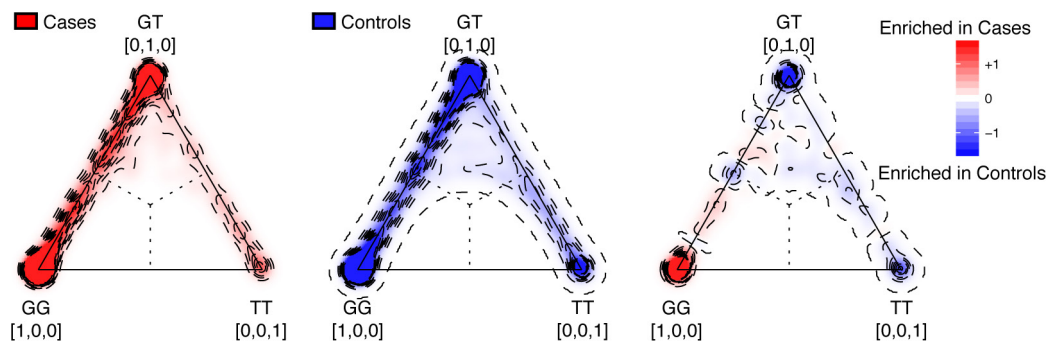 Cases
GT
[0,1,0]
GG
[1,0,0]
TT
[0,0,1]
Controls
GT
[0,1,0]
GG
[1,0,0]
TT
[0,0,1]
GT
[0,1,0]
GG
[1,0,0]
TT
[0,0,1]
Enriched in Cases
+1
0
−1
Enriched in Controls